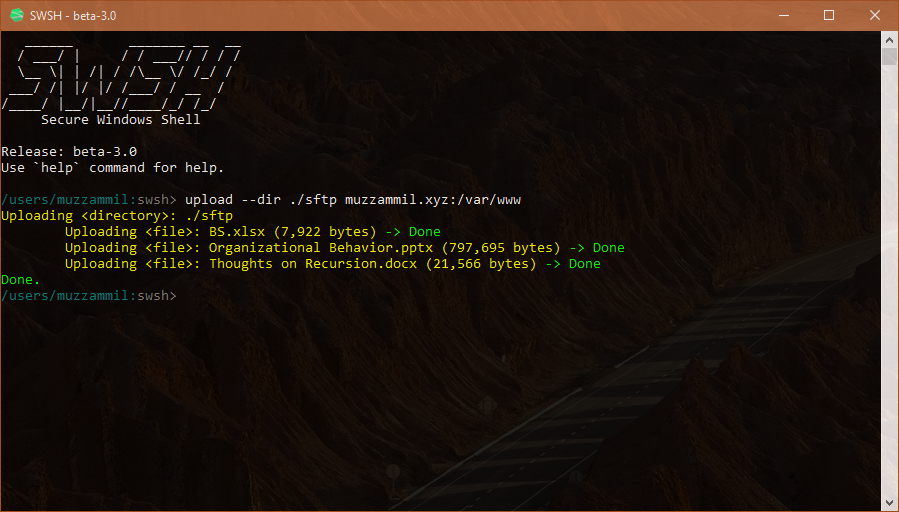 SWSH - beta-3.0
SWSH
Secure Windows Shell
Release: beta-3.0
Use `help` command for help.
/users/muzzammil:swsh> upload --dir ./sftp muzzammil.xyz:/var/www
Uploading <directory>: ./sftp
Uploading <file>: BS.xlsx (7,922 bytes) -> Done
Uploading <file>: Organizational Behavior.pptx (797,695 bytes) -> Done
Uploading <file>: Thoughts on Recursion.docx (21,566 bytes) -> Done
Done.
/users/muzzammil:swsh>